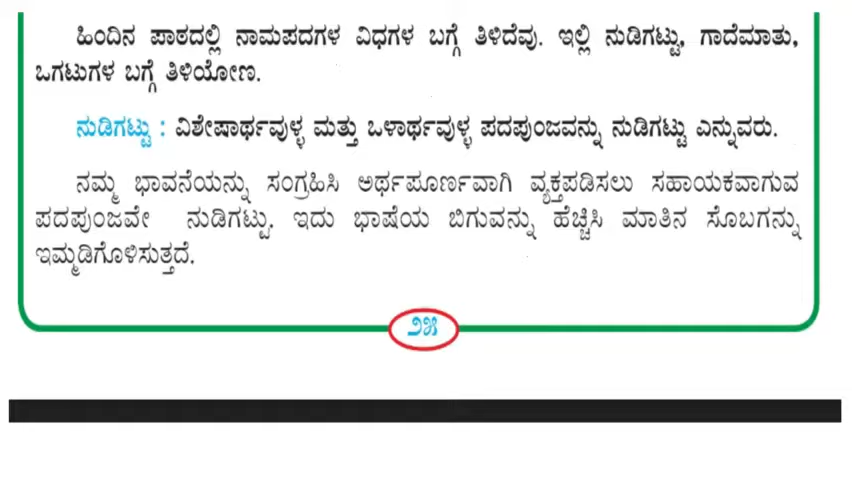 ಹಿಂದಿನ ಪಾಠದಲ್ಲಿ ನಾಮಪದಗಳ ವಿಧಗಳ ಬಗ್ಗೆ ತಿಳಿದೆವು. ಇಲ್ಲಿ ನುಡಿಗಟ್ಟು, ಗಾದೆಮಾತು,
ಒಗಟುಗಳ ಬಗ್ಗೆ ತಿಳಿಯೋಣ.
ನುಡಿಗಟ್ಟು : ವಿಶೇಷಾರ್ಥವುಳ್ಳ ಮತ್ತು ಒಳಾರ್ಥವುಳ್ಳ ಪದಪುಂಜವನ್ನು ನುಡಿಗಟ್ಟು ಎನ್ನುವರು.
ನಮ್ಮ ಭಾವನೆಯನ್ನು ಸಂಗ್ರಹಿಸಿ ಅರ್ಥಪೂರ್ಣವಾಗಿ ವ್ಯಕ್ತಪಡಿಸಲು ಸಹಾಯಕವಾಗುವ
ಪದಪುಂಜವೇ ನುಡಿಗಟ್ಟು. ಇದು ಭಾಷೆಯ ಬಿಗುವನ್ನು ಹೆಚ್ಚಿಸಿ ಮಾತಿನ ಸೊಬಗನ್ನು
ಇಮ್ಮಡಿಗೊಳಿಸುತ್ತದೆ.
೨೫